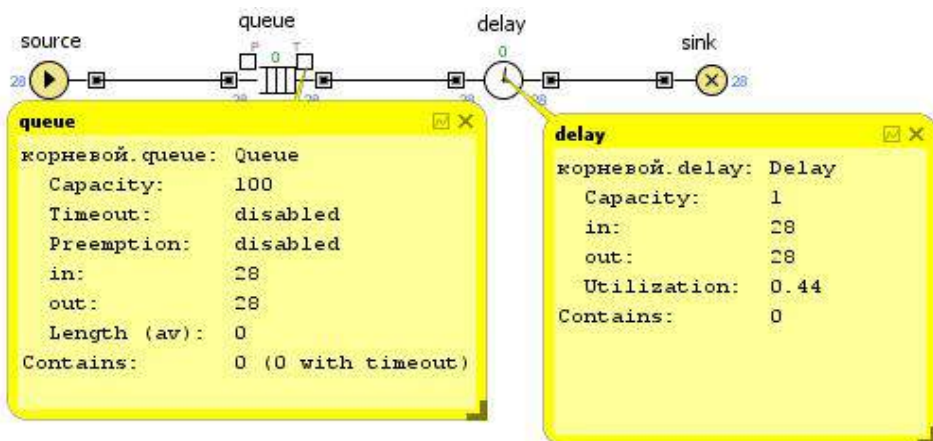 queue
delay
source
sink
P
T
0
0
28
28
28
28
28
28
queue
корневой.queue: Queue
Capacity: 100
Timeout: disabled
Preemption: disabled
in: 28
out: 28
Length (av): 0
Contains: 0 (0 with timeout)
delay
корневой.delay: Delay
Capacity: 1
in: 28
out: 28
Utilization: 0.44
Contains: 0